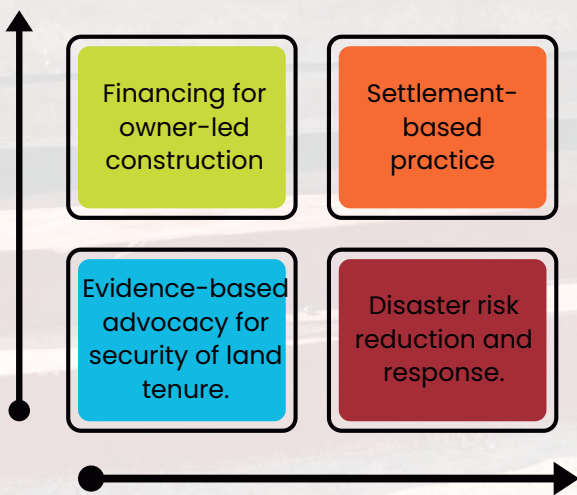 Financing for
owner-led
construction
Settlement-
based
practice
Evidence-based
advocacy for
security of land
tenure.
Disaster risk
reduction and
response.